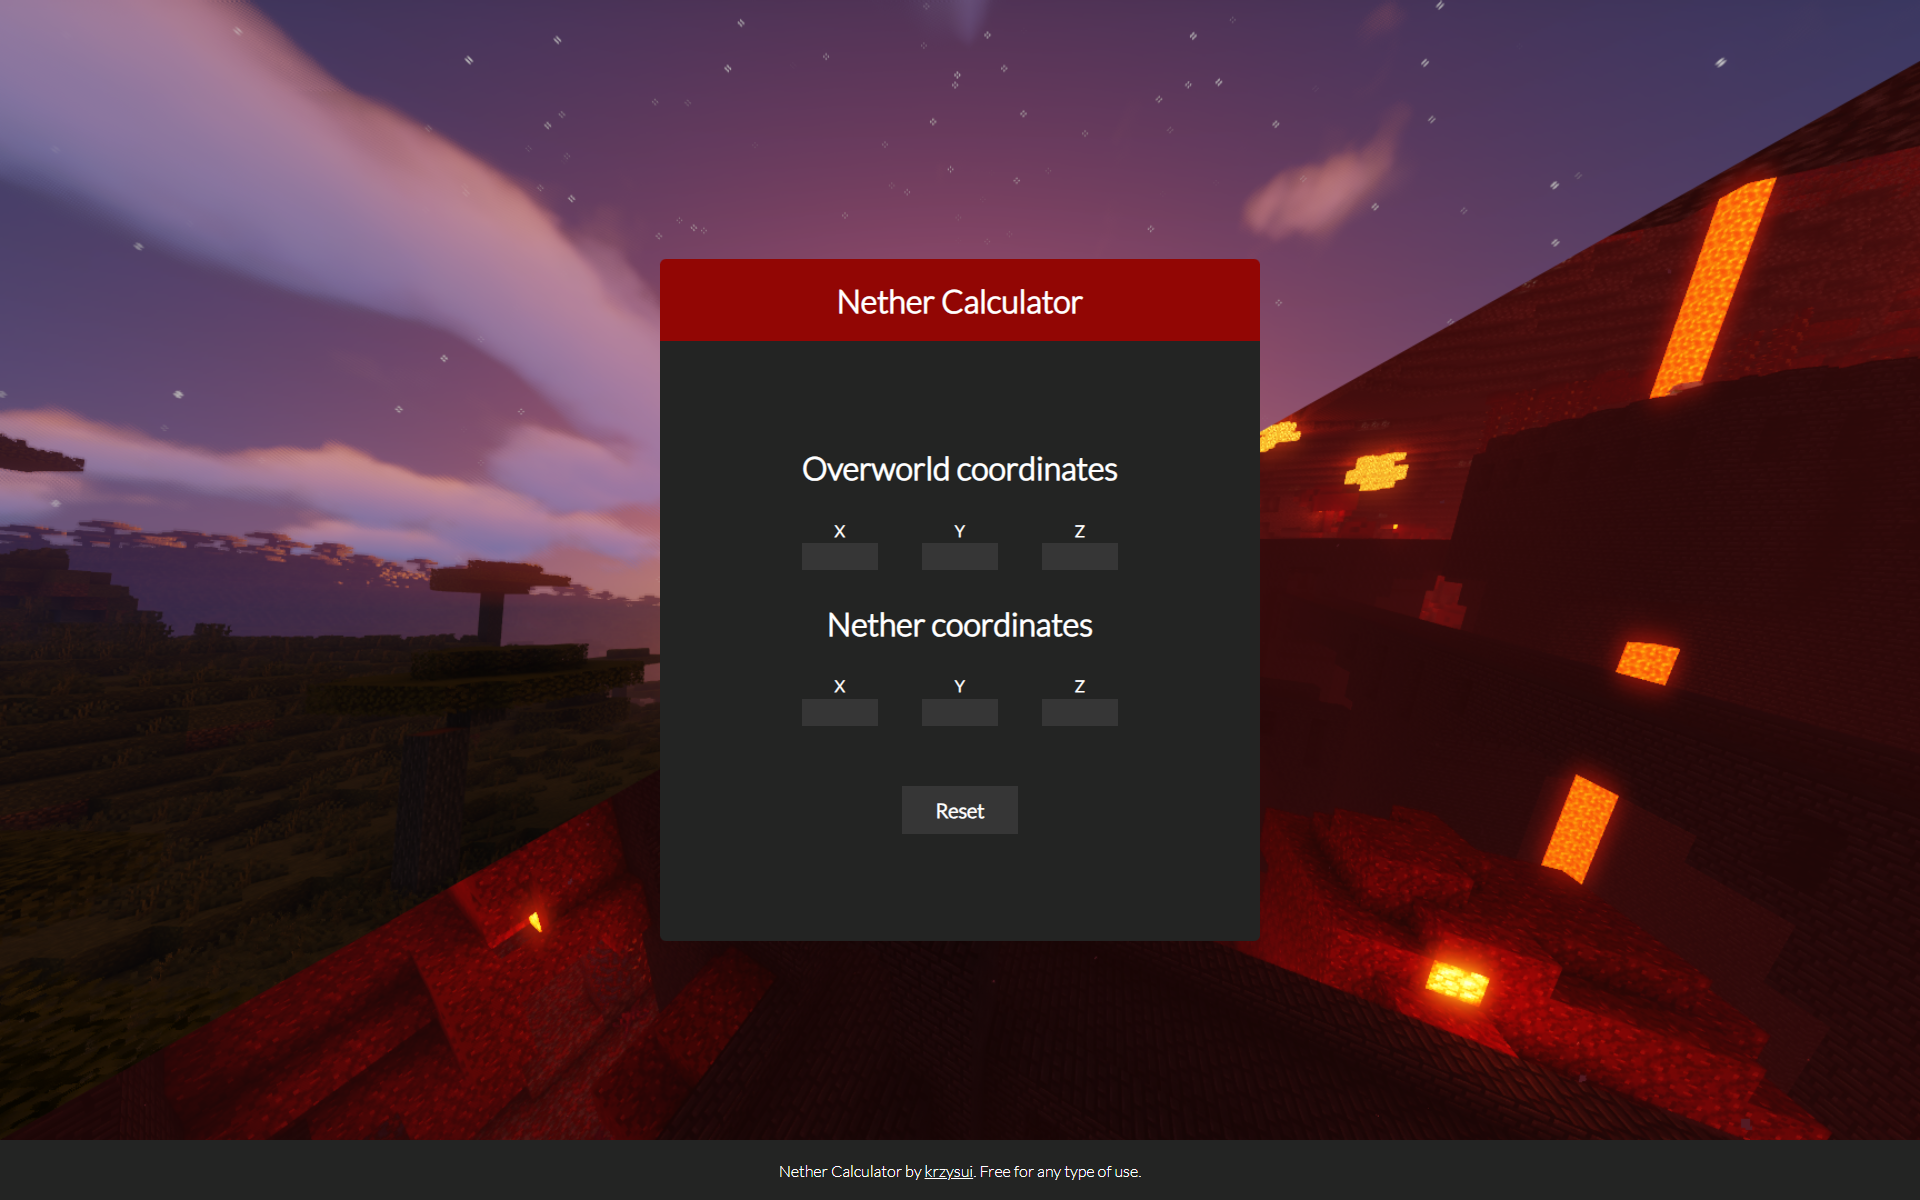 Nether Calculator
Overworld coordinates
X Y Z
Nether coordinates
X Y Z
Reset
Nether Calculator by krzysui. Free for any type of use.